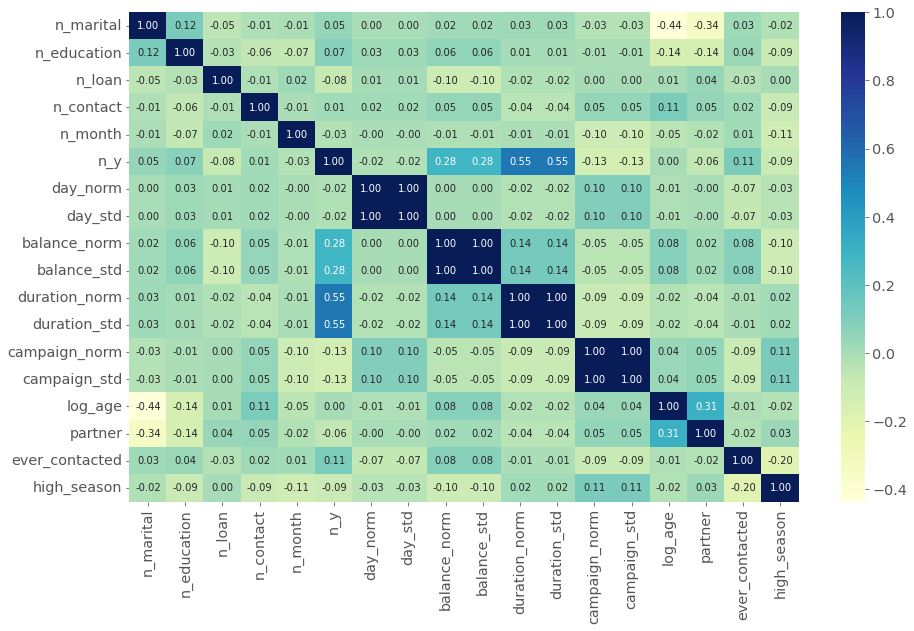 n_marital 1.00 0.12 -0.05 -0.01 -0.01 0.05 0.00 0.00 0.02 0.02 0.03 0.03 -0.03 -0.03 -0.44 -0.34 0.03 -0.02
n_education 0.12 1.00 -0.03 -0.06 -0.07 0.07 0.03 0.03 0.06 0.06 0.01 0.01 -0.01 -0.01 -0.14 -0.14 0.04 -0.09
n_loan -0.05 -0.03 1.00 -0.01 0.02 -0.08 0.01 0.01 -0.10 -0.10 -0.02 -0.02 0.00 0.00 0.01 0.04 -0.03 0.00
n_contact -0.01 -0.06 -0.01 1.00 -0.01 0.01 0.02 0.02 0.05 0.05 -0.04 -0.04 0.05 0.05 0.11 0.05 0.02 -0.09
n_month -0.01 -0.07 0.02 -0.01 1.00 -0.03 -0.00 -0.00 -0.01 -0.01 -0.01 -0.01 -0.10 -0.10 -0.05 -0.02 0.01 -0.11
n_y 0.05 0.07 -0.08 0.01 -0.03 1.00 -0.02 -0.02 0.28 0.28 0.55 0.55 -0.13 -0.13 0.00 -0.06 0.11 -0.09
day_norm 0.00 0.03 0.01 0.02 -0.00 -0.02 1.00 1.00 0.00 0.00 -0.02 -0.02 0.10 0.10 -0.01 -0.00 -0.07 -0.03
day_std 0.00 0.03 0.01 0.02 -0.00 -0.02 1.00 1.00 0.00 0.00 -0.02 -0.02 0.10 0.10 -0.01 -0.00 -0.07 -0.03
balance_norm 0.02 0.06 -0.10 0.05 -0.01 0.28 0.00 0.00 1.00 1.00 0.14 0.14 -0.05 -0.05 0.08 0.02 0.08 -0.10
balance_std 0.02 0.06 -0.10 0.05 -0.01 0.28 0.00 0.00 1.00 1.00 0.14 0.14 -0.05 -0.05 0.08 0.02 0.08 -0.10
duration_norm 0.03 0.01 -0.02 -0.04 -0.01 0.55 -0.02 -0.02 0.14 0.14 1.00 1.00 -0.09 -0.09 -0.02 -0.04 -0.01 0.02
duration_std 0.03 0.01 -0.02 -0.04 -0.01 0.55 -0.02 -0.02 0.14 0.14 1.00 1.00 -0.09 -0.09 -0.02 -0.04 -0.01 0.02
campaign_norm -0.03 -0.01 0.00 0.05 -0.10 -0.13 0.10 0.10 -0.05 -0.05 -0.09 -0.09 1.00 1.00 0.04 0.05 -0.09 0.11
campaign_std -0.03 -0.01 0.00 0.05 -0.10 -0.13 0.10 0.10 -0.05 -0.05 -0.09 -0.09 1.00 1.00 0.04 0.05 -0.09 0.11
log_age -0.44 -0.14 0.01 0.11 -0.05 0.00 -0.01 -0.01 0.08 0.08 -0.02 -0.02 0.04 0.04 1.00 0.31 -0.01 -0.02
partner -0.34 -0.14 0.04 0.05 -0.02 -0.06 -0.00 -0.00 0.02 0.02 -0.04 -0.04 0.05 0.05 0.31 1.00 -0.02 0.03
ever_contacted 0.03 0.04 -0.03 0.02 0.01 0.11 -0.07 -0.07 0.08 0.08 -0.01 -0.01 -0.09 -0.09 -0.01 -0.02 1.00 -0.20
high_season -0.02 -0.09 0.00 -0.09 -0.11 -0.09 -0.03 -0.03 -0.10 -0.10 0.02 0.02 0.11 0.11 -0.02 0.03 -0.20 1.00
n_marital
n_education
n_loan
n_contact
n_month
n_y
day_norm
day_std
balance_norm
balance_std
duration_norm
duration_std
campaign_norm
campaign_std
log_age
partner
ever_contacted
high_season
1.0
0.8
0.6
0.4
0.2
0.0
−0.2
−0.4